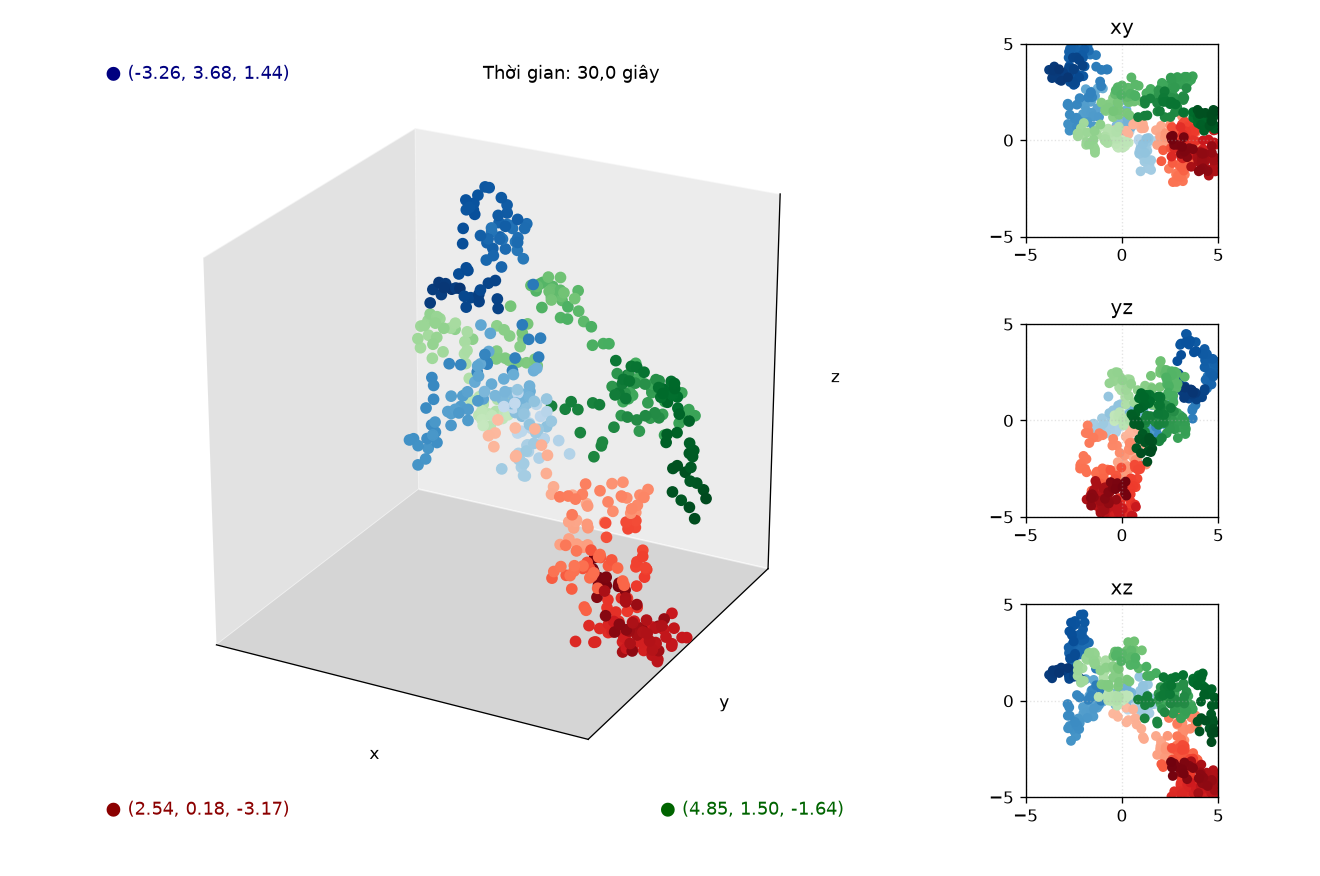 ● (-3.26, 3.68, 1.44)
Thời gian: 30,0 giây
z
y
x
● (2.54, 0.18, -3.17)
● (4.85, 1.50, -1.64)
xy
5
0
−5
−5 0 5
yz
5
0
−5
−5 0 5
xz
5
0
−5
−5 0 5